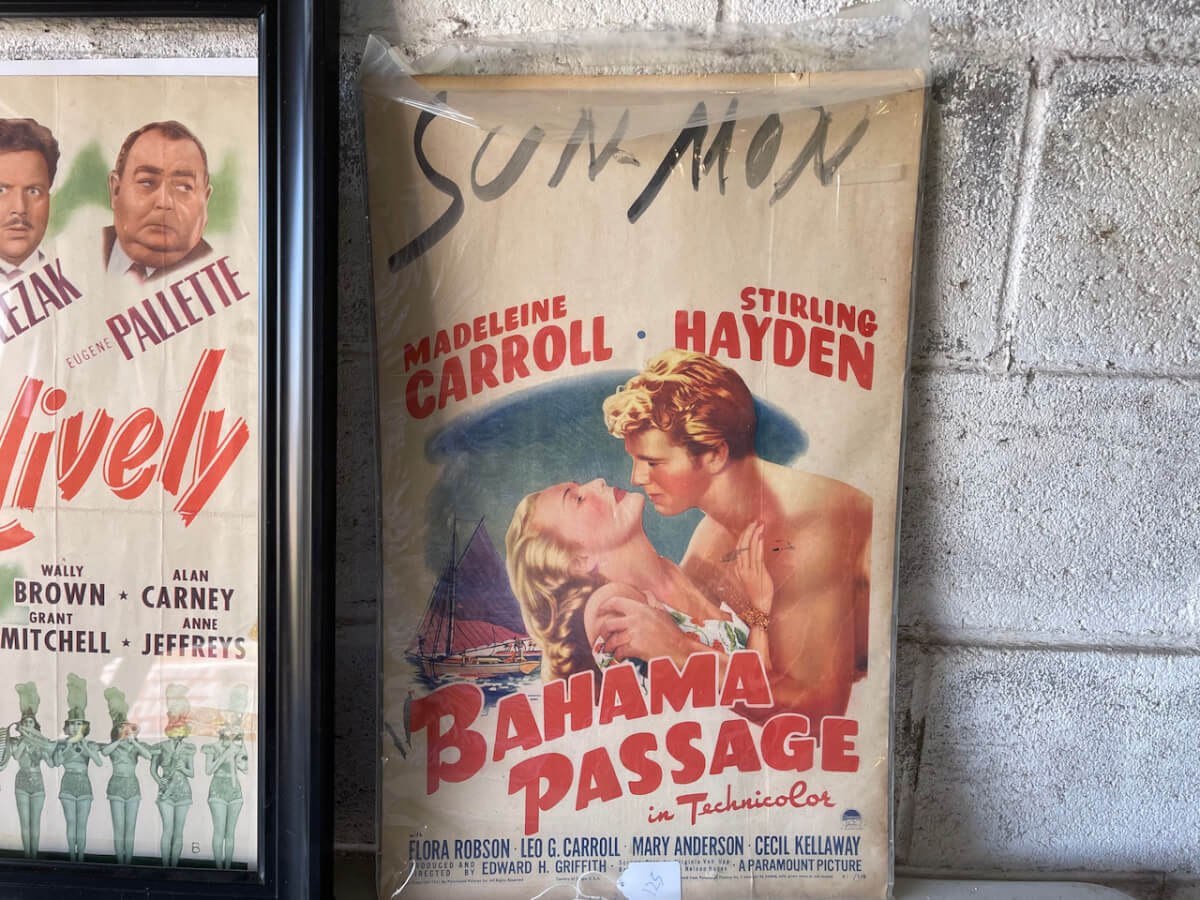 EZAK
EUGENE PALLETTE
lively
WALLY BROWN ★ ALAN CARNEY
GRANT MITCHELL ★ ANNE JEFFREYS
B
SUN-MON
MADELEINE CARROLL · STIRLING HAYDEN
BAHAMA
PASSAGE
in Technicolor
with
FLORA ROBSON · LEO G. CARROLL · MARY ANDERSON · CECIL KELLAWAY
PRODUCED AND DIRECTED BY EDWARD H. GRIFFITH
A PARAMOUNT PICTURE
125